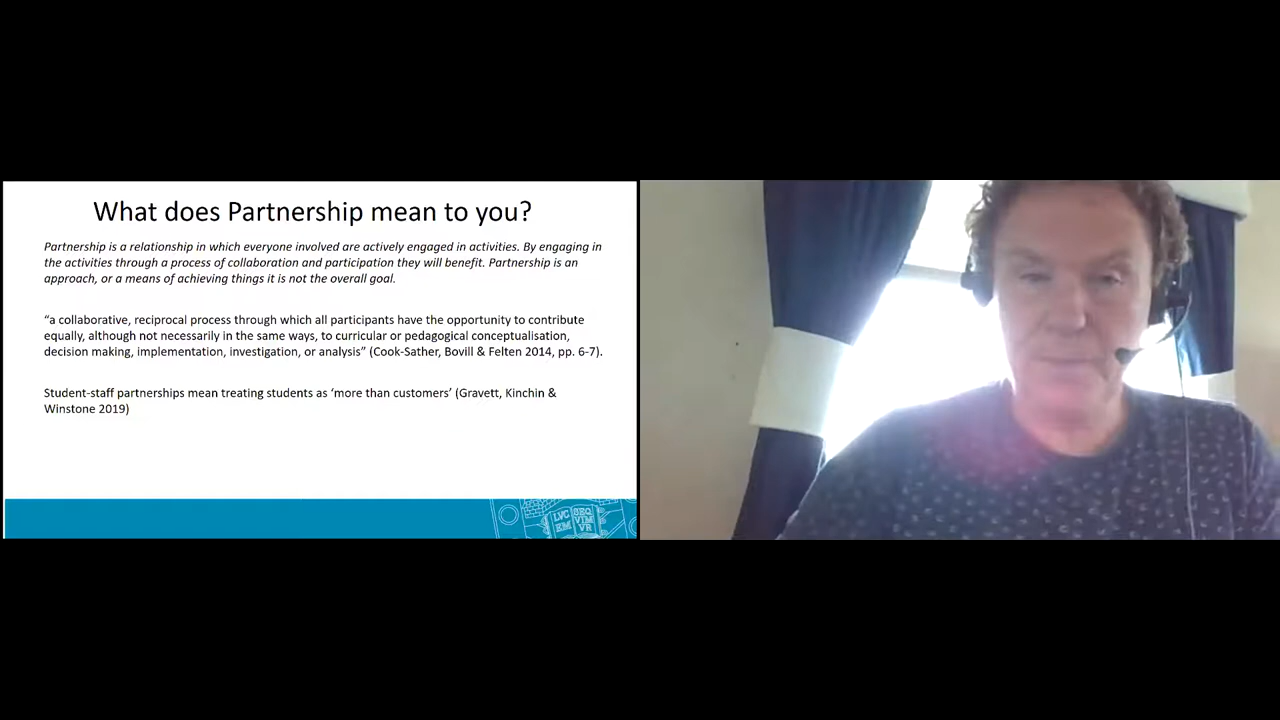 What does Partnership mean to you?
Partnership is a relationship in which everyone involved are actively engaged in activities. By engaging in
the activities through a process of collaboration and participation they will benefit. Partnership is an
approach, or a means of achieving things it is not the overall goal.
“a collaborative, reciprocal process through which all participants have the opportunity to contribute
equally, although not necessarily in the same ways, to curricular or pedagogical conceptualisation,
decision making, implementation, investigation, or analysis” (Cook-Sather, Bovill & Felten 2014, pp. 6-7).
Student-staff partnerships mean treating students as ‘more than customers’ (Gravett, Kinchin &
Winstone 2019)
LVC SEQ
EM VIM
VR